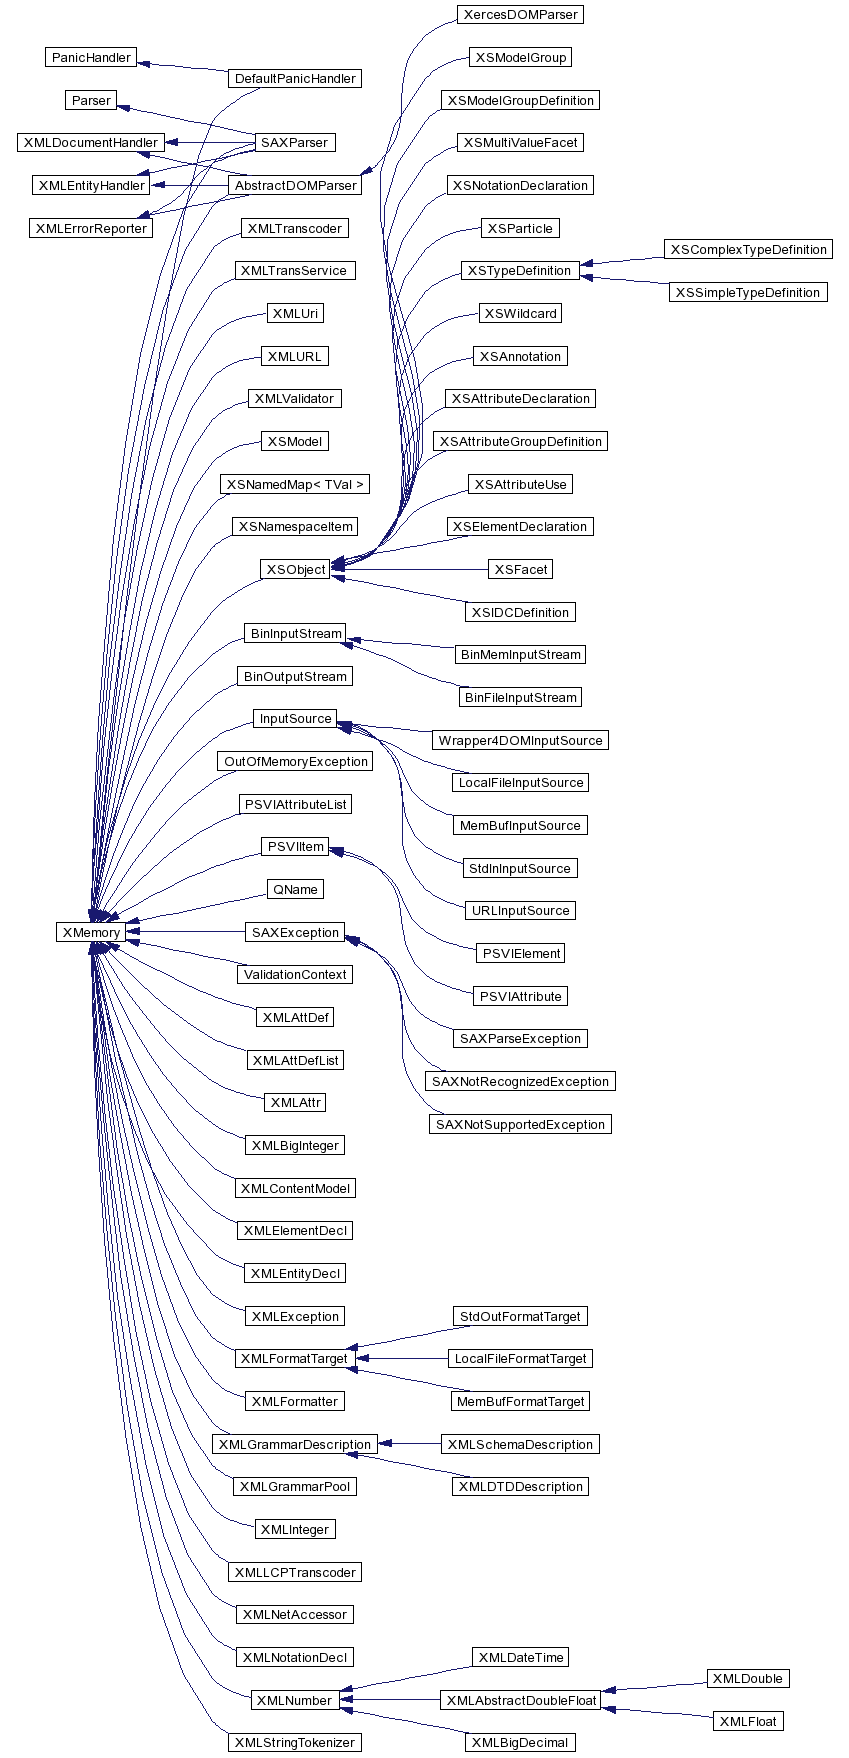 XercesDOMParser
PanicHandler
XSModelGroup
DefaultPanicHandler
Parser
XSModelGroupDefinition
XMLDocumentHandler
SAXParser
XSMultiValueFacet
XMLEntityHandler
AbstractDOMParser
XSNotationDeclaration
XMLErrorReporter
XMLTranscoder
XSParticle
XSComplexTypeDefinition
XMLTransService
XSTypeDefinition
XSSimpleTypeDefinition
XMLUri
XSWildcard
XMLURL
XSAnnotation
XMLValidator
XSAttributeDeclaration
XSModel
XSAttributeGroupDefinition
XSNamedMap< TVal >
XSAttributeUse
XSNamespaceItem
XSElementDeclaration
XSObject
XSFacet
XSIDCDefinition
BinInputStream
BinMemInputStream
BinOutputStream
BinFileInputStream
InputSource
Wrapper4DOMInputSource
OutOfMemoryException
LocalFileInputSource
PSVIAttributeList
MemBufInputSource
PSVIItem
StdInInputSource
QName
URLInputSource
XMemory
SAXException
PSVIElement
ValidationContext
PSVIAttribute
XMLAttDef
SAXParseException
XMLAttDefList
SAXNotRecognizedException
XMLAttr
SAXNotSupportedException
XMLBigInteger
XMLContentModel
XMLElementDecl
XMLEntityDecl
XMLException
StdOutFormatTarget
XMLFormatTarget
LocalFileFormatTarget
XMLFormatter
MemBufFormatTarget
XMLGrammarDescription
XMLSchemaDescription
XMLGrammarPool
XMLDTDDescription
XMLInteger
XMLLCPTranscoder
XMLNetAccessor
XMLNotationDecl
XMLDateTime
XMLDouble
XMLNumber
XMLAbstractDoubleFloat
XMLFloat
XMLStringTokenizer
XMLBigDecimal